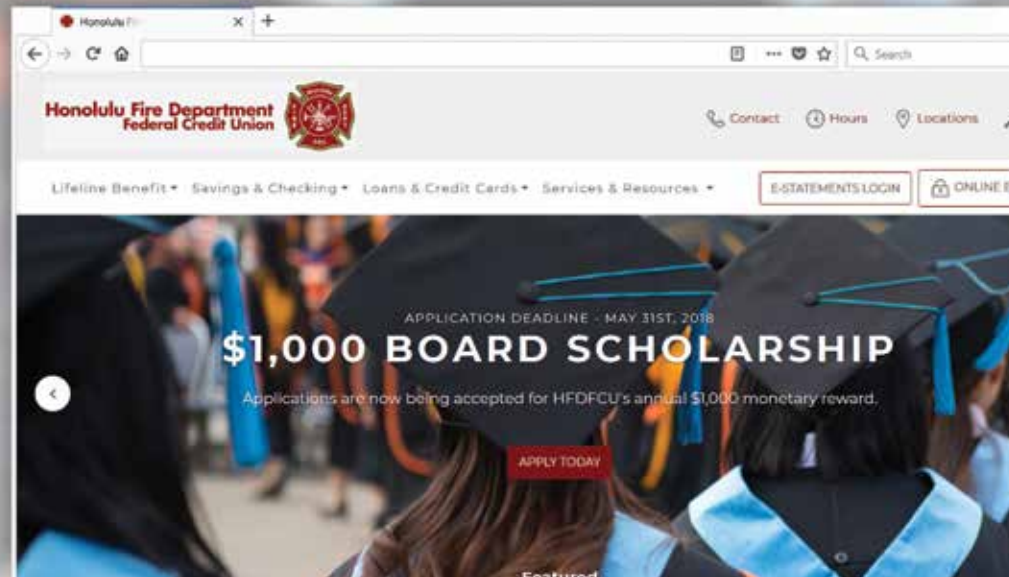 Honolulu
Search
Honolulu Fire Department
Federal Credit Union
Contact
Hours
Locations
Lifeline Benefit
Savings & Checking
Loans & Credit Cards
Services & Resources
E-STATEMENTS LOGIN
ONLINE
APPLICATION DEADLINE - MAY 31ST, 2018
$1,000 BOARD SCHOLARSHIP
Applications are now being accepted for HFDFCU's annual $1,000 monetary reward.
APPLY TODAY
Featured